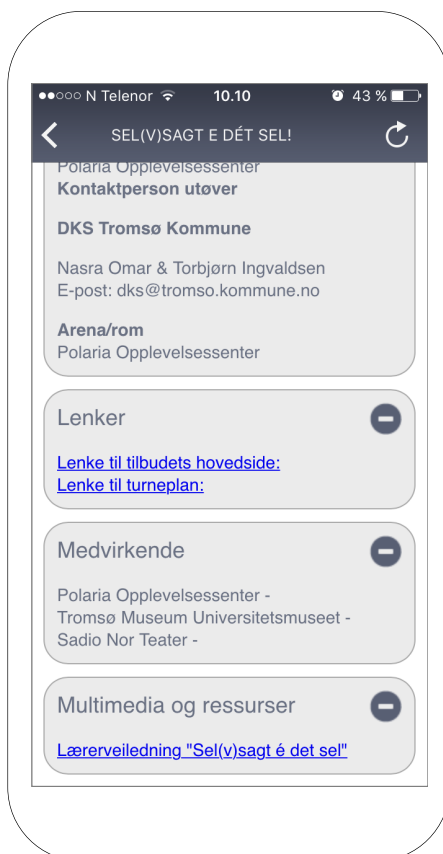 N Telenor 10.10 43 %
SEL(V)SAGT E DÉT SEL!
Polaria Opplevelsessenter
Kontaktperson utøver
DKS Tromsø Kommune
Nasra Omar & Torbjørn Ingvaldsen
E-post: dks@tromso.kommune.no
Arena/rom
Polaria Opplevelsessenter
Lenker
Lenke til tilbudets hovedside:
Lenke til turneplan:
Medvirkende
Polaria Opplevelsessenter -
Tromsø Museum Universitetsmuseet -
Sadio Nor Teater -
Multimedia og ressurser
Lærerveiledning "Sel(v)sagt é det sel"